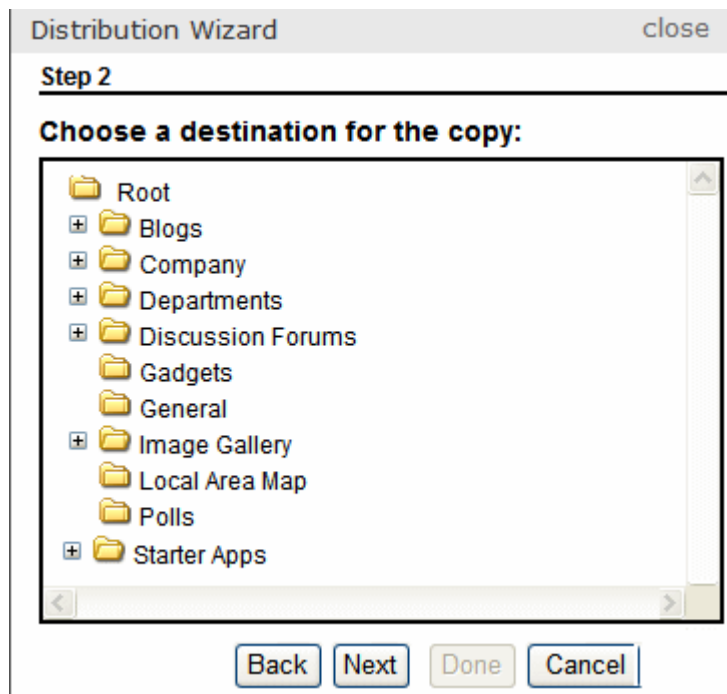 Distribution Wizard close
Step 2
Choose a destination for the copy:
Root
Blogs
Company
Departments
Discussion Forums
Gadgets
General
Image Gallery
Local Area Map
Polls
Starter Apps
Back Next Done Cancel